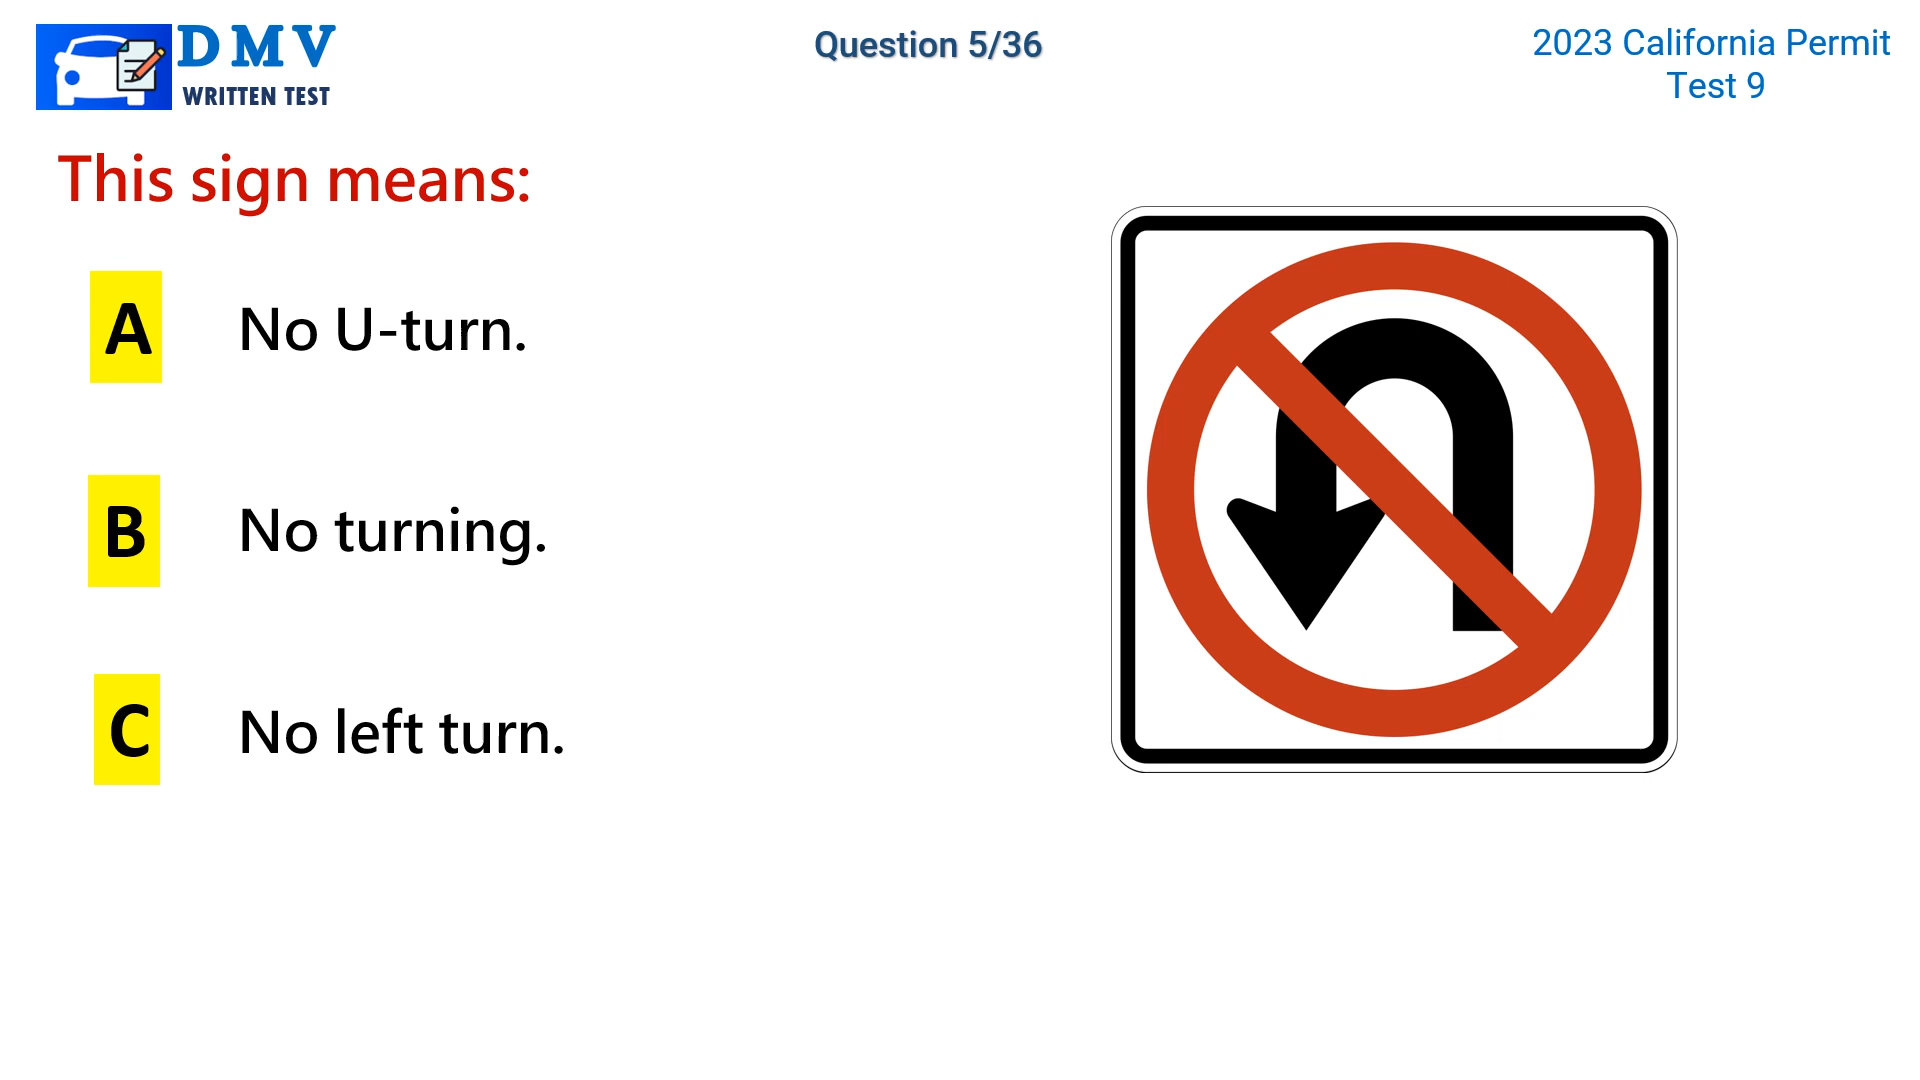 DMV
WRITTEN TEST
Question 5/36
2023 California Permit
Test 9
This sign means:
A No U-turn.
B No turning.
C No left turn.